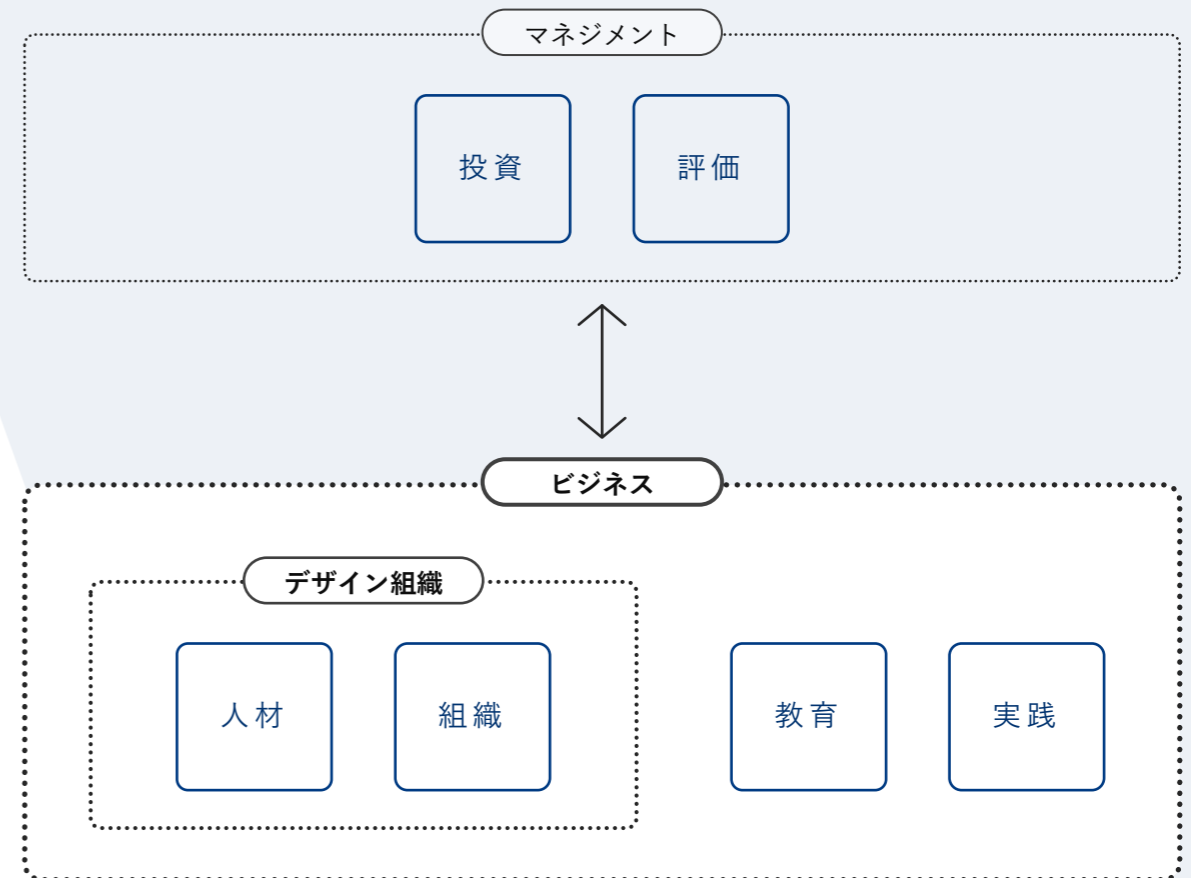 マネジメント
投資
評価
ビジネス
デザイン組織
人材
組織
教育
実践